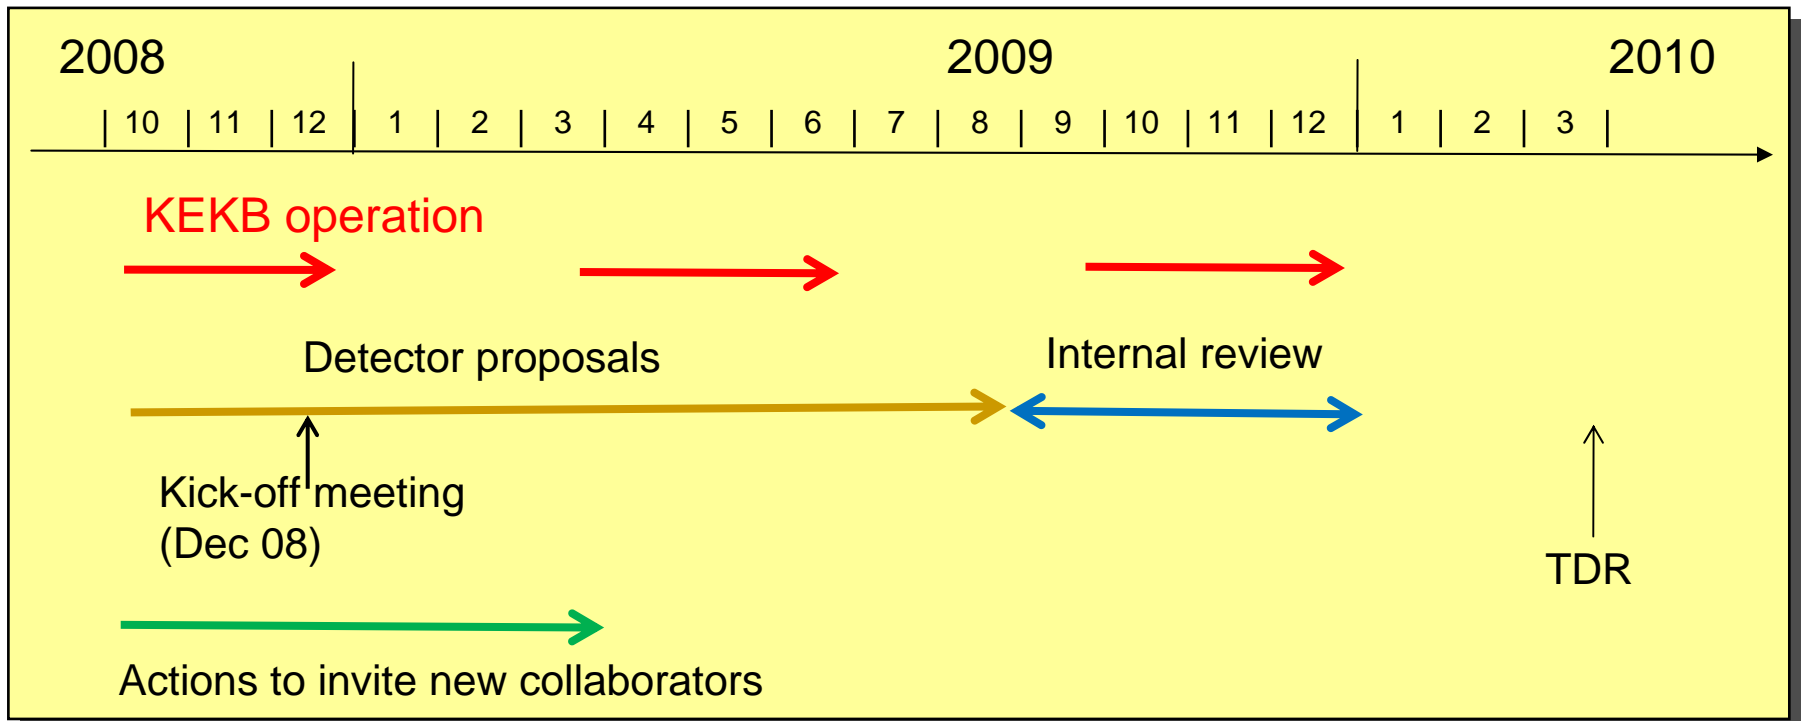 2008 2009 2010
| 10 | 11 | 12 | 1 | 2 | 3 | 4 | 5 | 6 | 7 | 8 | 9 | 10 | 11 | 12 | 1 | 2 | 3 |
KEKB operation
Detector proposals Internal review
Kick-off meeting
(Dec 08)
TDR
Actions to invite new collaborators